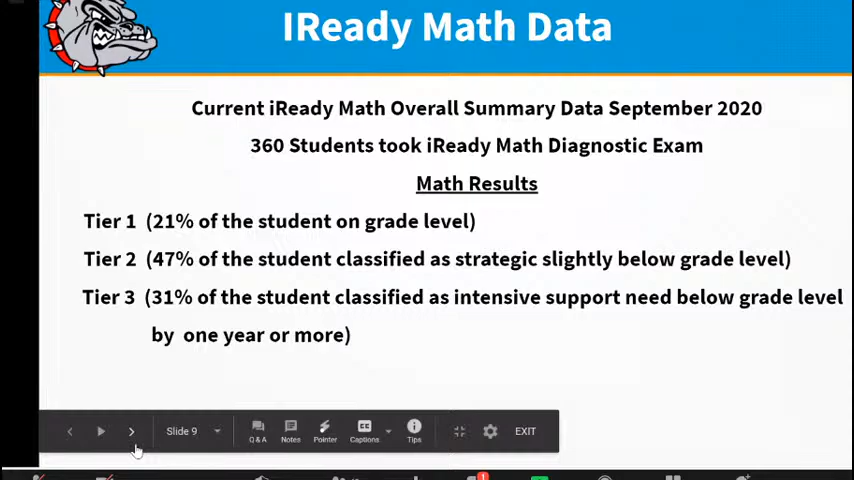 IReady Math Data
Current iReady Math Overall Summary Data September 2020
360 Students took iReady Math Diagnostic Exam
Math Results
Tier 1 (21% of the student on grade level)
Tier 2 (47% of the student classified as strategic slightly below grade level)
Tier 3 (31% of the student classified as intensive support need below grade level
by one year or more)
Slide 9
Q & A
Notes
Pointer
CC
Captions
Tips
EXIT
1